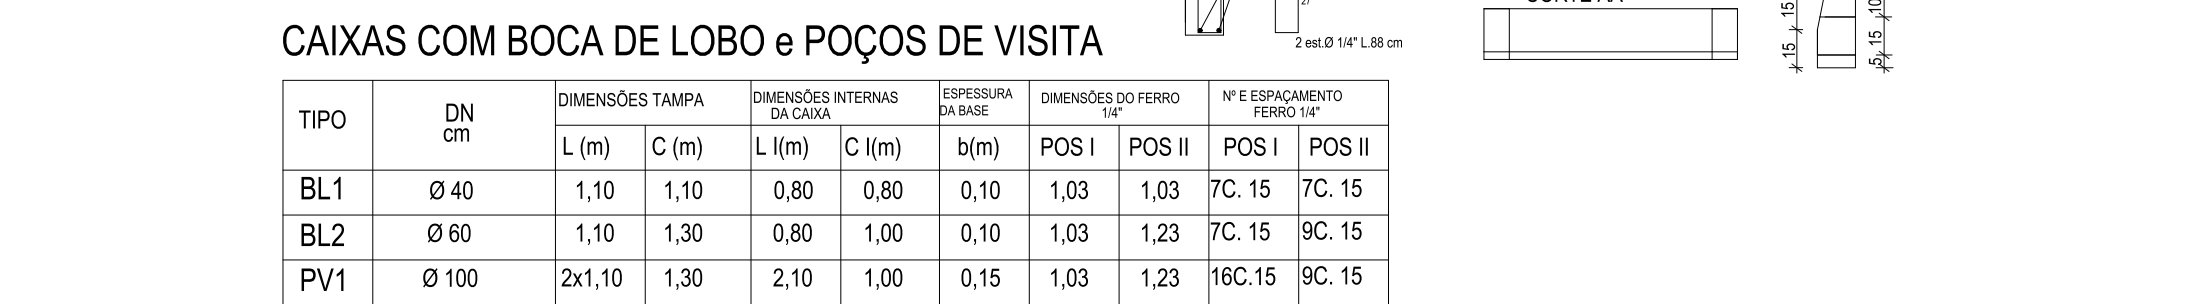 CAIXAS COM BOCA DE LOBO e POÇOS DE VISITA
27
2 est.Ø 1/4" L.88 cm
15
15
10
15
5
TIPO
DN
cm
DIMENSÕES TAMPA
DIMENSÕES INTERNAS
DA CAIXA
ESPESSURA
DA BASE
DIMENSÕES DO FERRO
1/4"
Nº E ESPAÇAMENTO
FERRO 1/4"
L (m) C (m) L I(m) C I(m) b(m) POS I POS II POS I POS II
BL1 Ø 40 1,10 1,10 0,80 0,80 0,10 1,03 1,03 7C. 15 7C. 15
BL2 Ø 60 1,10 1,30 0,80 1,00 0,10 1,03 1,23 7C. 15 9C. 15
PV1 Ø 100 2x1,10 1,30 2,10 1,00 0,15 1,03 1,23 16C.15 9C. 15